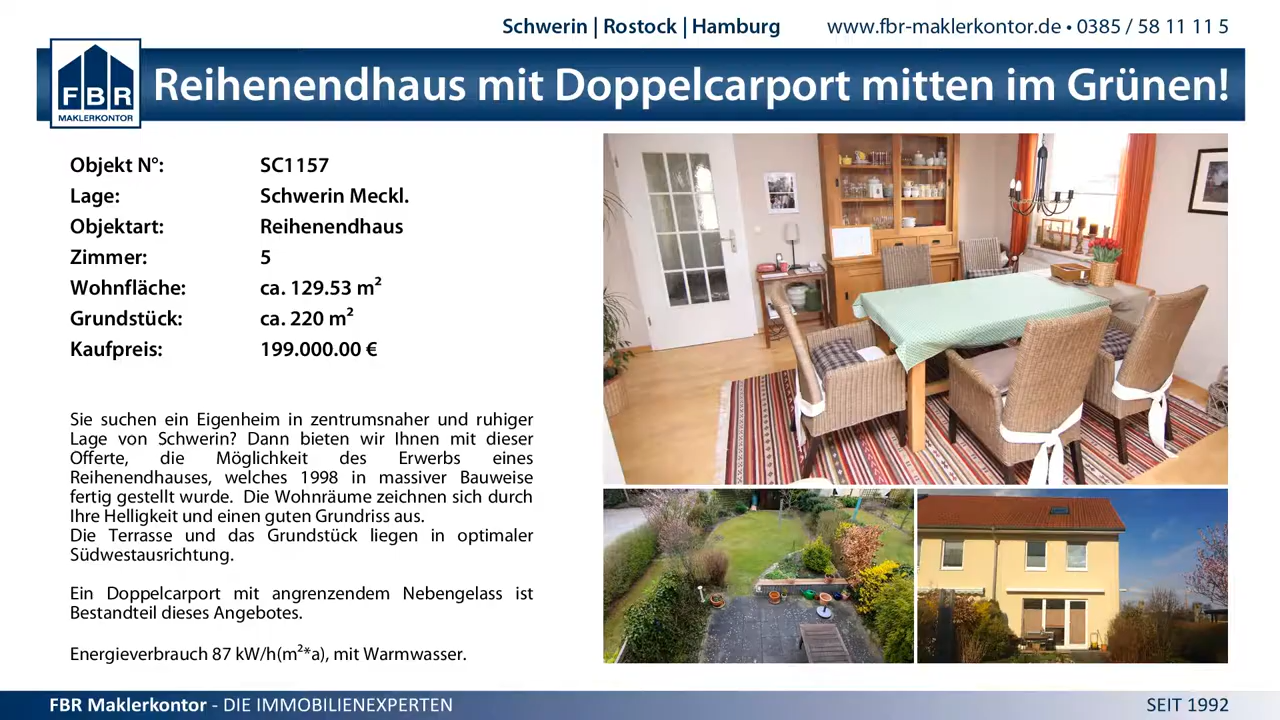 Schwerin | Rostock | Hamburg www.fbr-maklerkontor.de • 0385 / 58 11 11 5
FBR
MAKLERKONTOR
Reihenendhaus mit Doppelcarport mitten im Grünen!
Objekt N°: SC1157
Lage: Schwerin Meckl.
Objektart: Reihenendhaus
Zimmer: 5
Wohnfläche: ca. 129.53 m²
Grundstück: ca. 220 m²
Kaufpreis: 199.000.00 €
Sie suchen ein Eigenheim in zentrumsnaher und ruhiger
Lage von Schwerin? Dann bieten wir Ihnen mit dieser
Offerte, die Möglichkeit des Erwerbs eines
Reihenendhauses, welches 1998 in massiver Bauweise
fertig gestellt wurde. Die Wohnräume zeichnen sich durch
Ihre Helligkeit und einen guten Grundriss aus.
Die Terrasse und das Grundstück liegen in optimaler
Südwestausrichtung.
Ein Doppelcarport mit angrenzendem Nebengelass ist
Bestandteil dieses Angebotes.
Energieverbrauch 87 kW/h(m²*a), mit Warmwasser.
FBR Maklerkontor - DIE IMMOBILIENEXPERTEN SEIT 1992